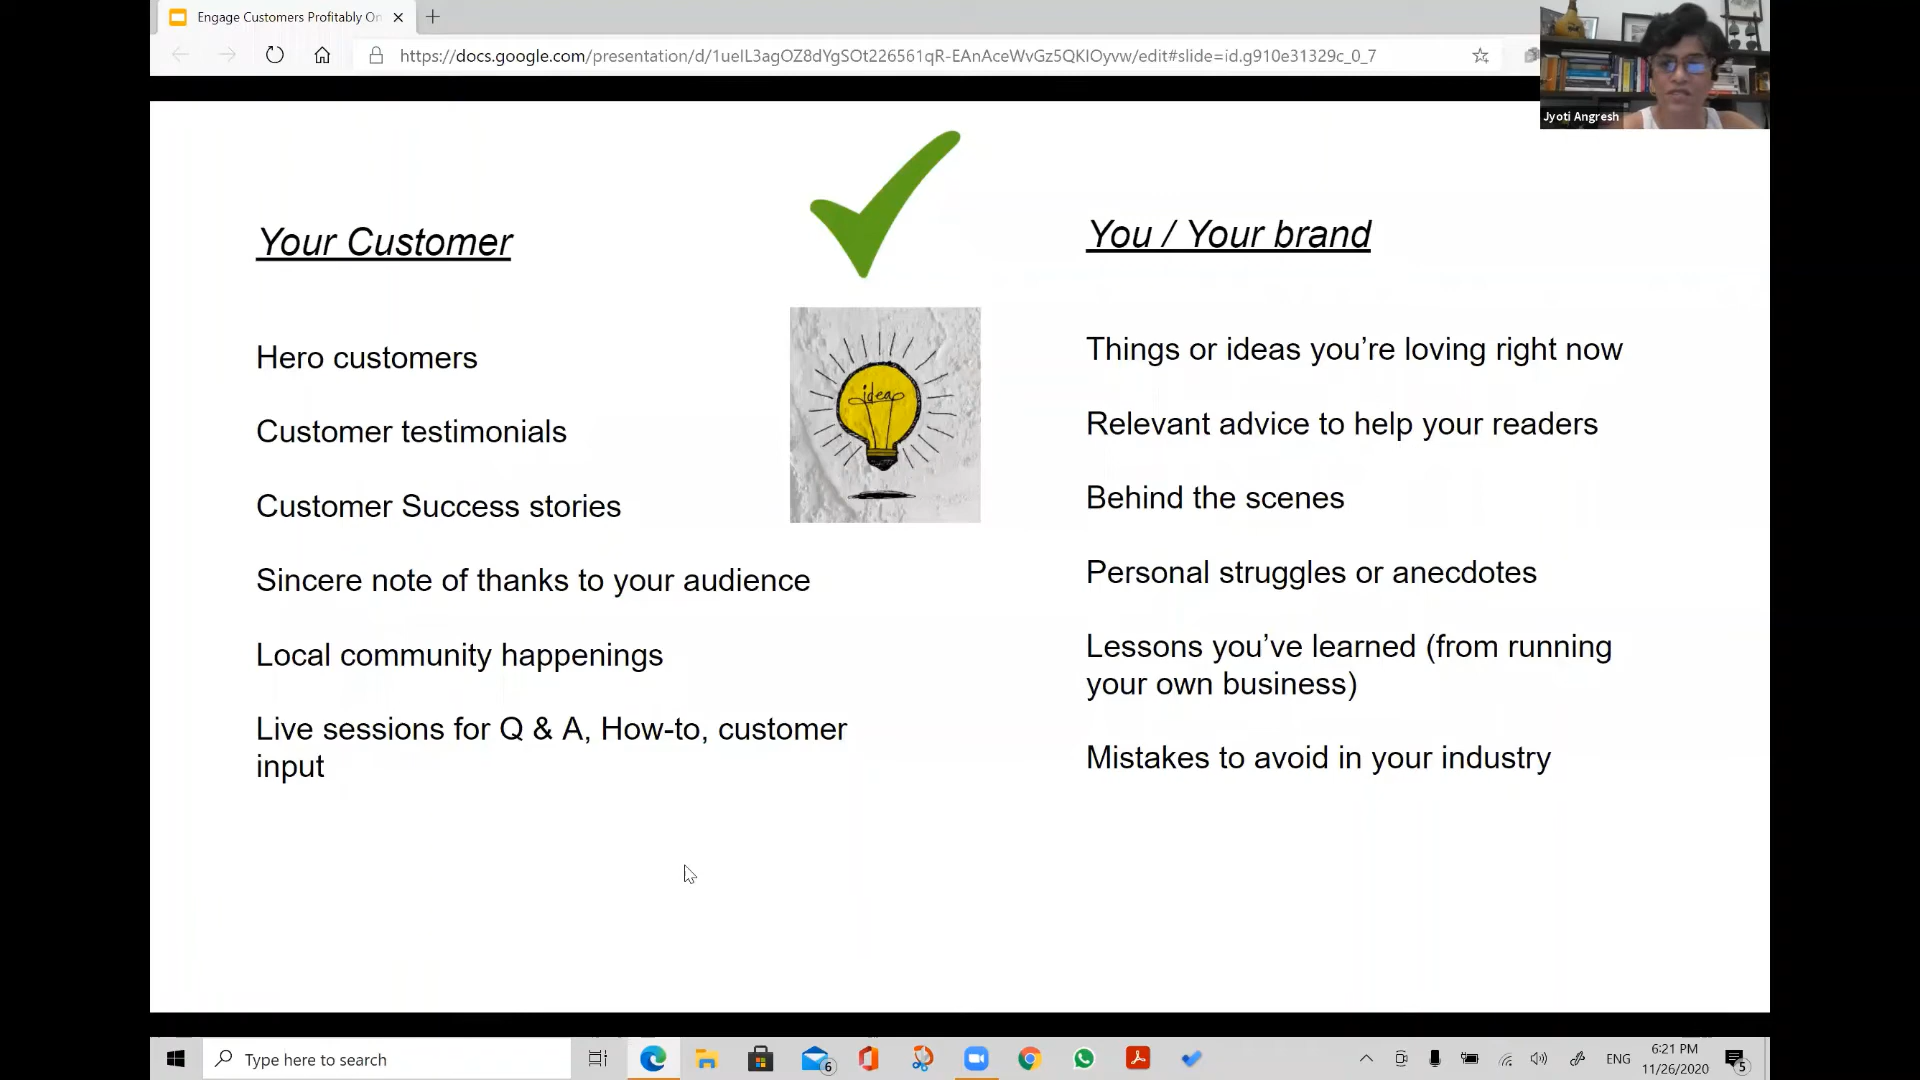 Engage Customers Profitably On
https://docs.google.com/presentation/d/1ueIL3agOZ8dYgSOt226561qR-EAnAceWvGz5QKIOyvw/edit#slide=id.g910e31329c_0_7
Jyoti Angresh
Your Customer
Hero customers
Customer testimonials
Customer Success stories
Sincere note of thanks to your audience
Local community happenings
Live sessions for Q & A, How-to, customer
input
idea
You / Your brand
Things or ideas you’re loving right now
Relevant advice to help your readers
Behind the scenes
Personal struggles or anecdotes
Lessons you’ve learned (from running
your own business)
Mistakes to avoid in your industry
Type here to search
6
ENG
6:21 PM
11/26/2020
5